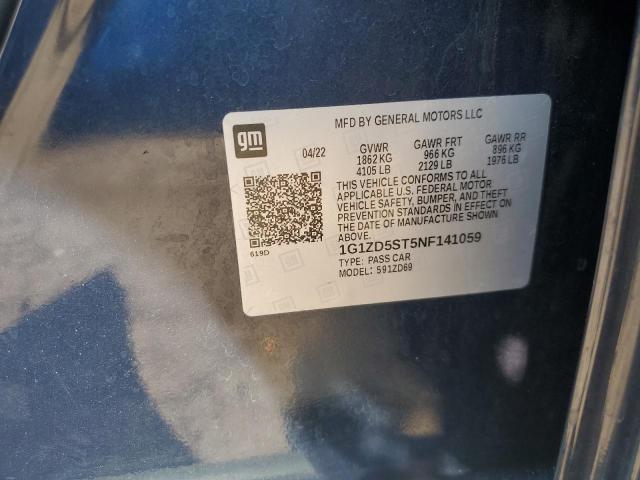 MFD BY GENERAL MOTORS LLC
gm
04/22
GVWR GAWR FRT GAWR RR
1862 KG 966 KG 896 KG
4105 LB 2129 LB 1976 LB
THIS VEHICLE CONFORMS TO ALL
APPLICABLE U.S. FEDERAL MOTOR
VEHICLE SAFETY, BUMPER, AND THEFT
PREVENTION STANDARDS IN EFFECT ON
THE DATE OF MANUFACTURE SHOWN
ABOVE.
619D
1G1ZD5ST5NF141059
TYPE: PASS CAR
MODEL: 591ZD69